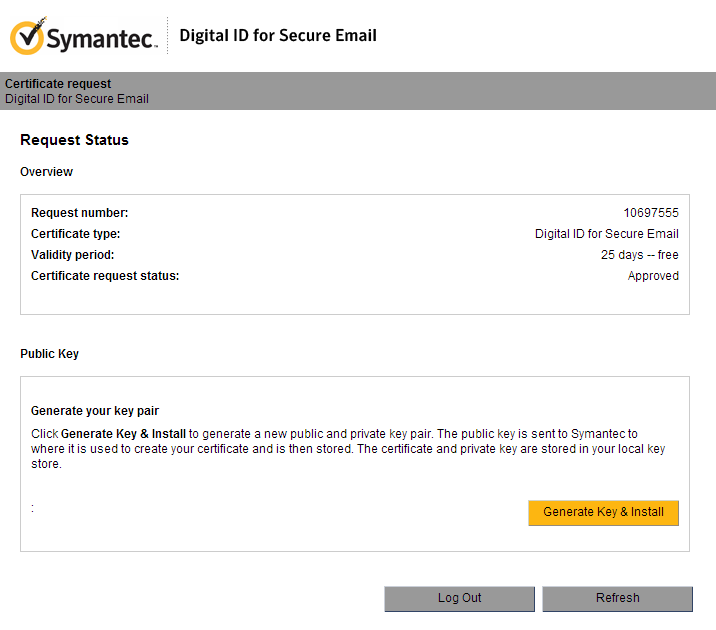 Symantec.™ Digital ID for Secure Email
Certificate request
Digital ID for Secure Email
Request Status
Overview
Request number: 10697555
Certificate type: Digital ID for Secure Email
Validity period: 25 days -- free
Certificate request status: Approved
Public Key
Generate your key pair
Click Generate Key & Install to generate a new public and private key pair. The public key is sent to Symantec to
where it is used to create your certificate and is then stored. The certificate and private key are stored in your local key
store.
: Generate Key & Install
Log Out Refresh